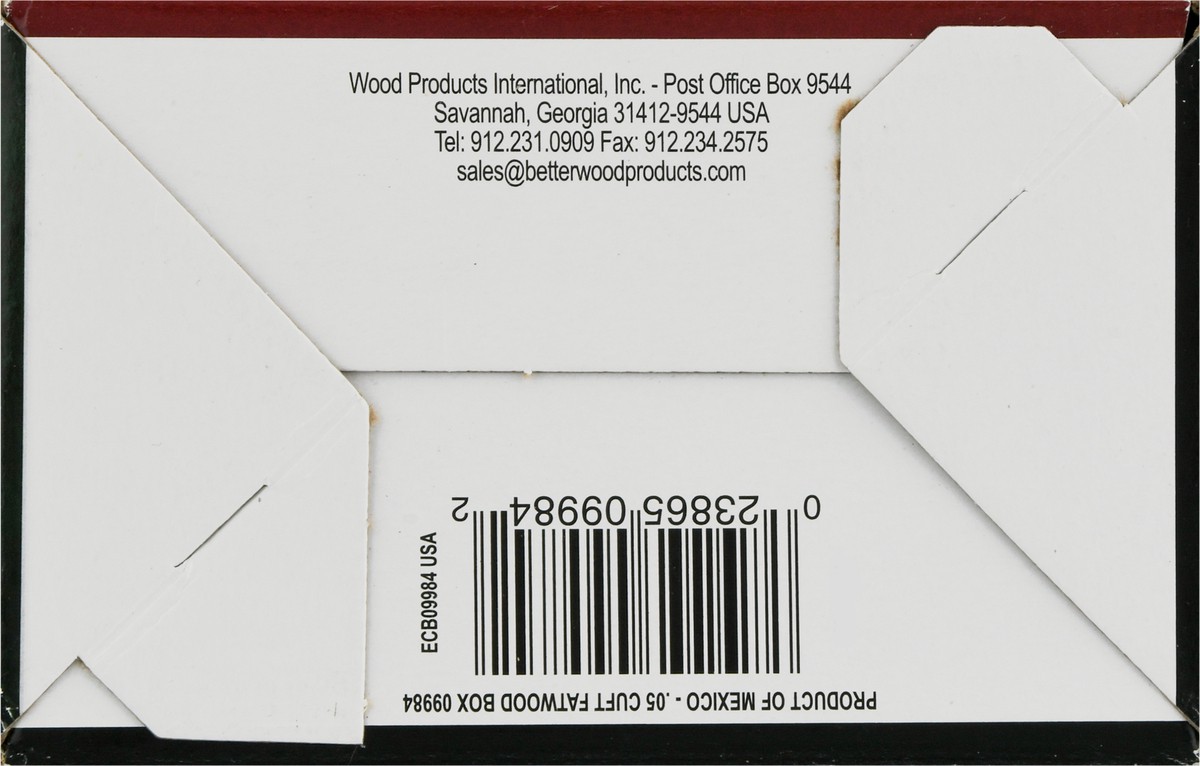 Wood Products International, Inc. - Post Office Box 9544
Savannah, Georgia 31412-9544 USA
Tel: 912.231.0909 Fax: 912.234.2575
sales@betterwoodproducts.com
ECB09984 USA
PRODUCT OF MEXICO - .05 CUFT FATWOOD BOX 09984
0 23865 09984 2